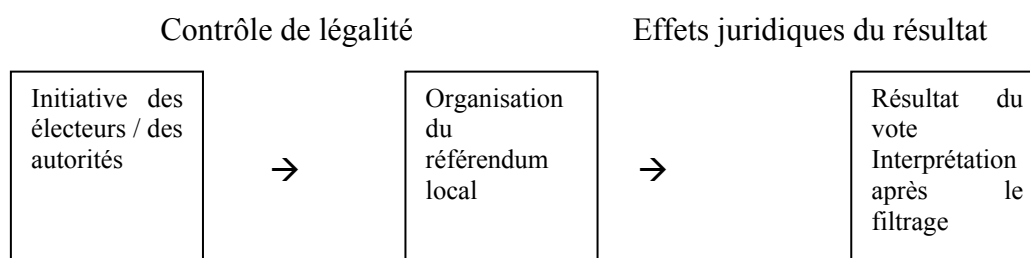 Contrôle de légalité
Effets juridiques du résultat
Initiative des
électeurs / des
autorités
→
Organisation
du
référendum
local
→
Résultat du
vote
Interprétation
après le
filtrage